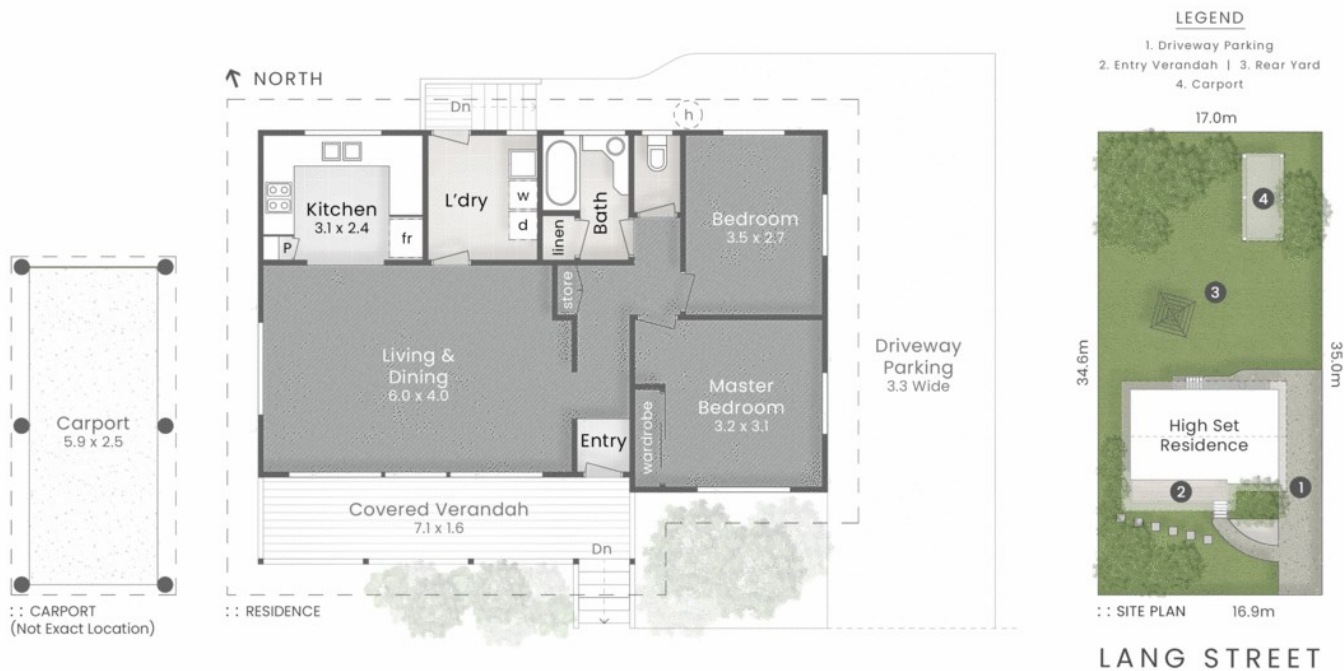 LEGEND
1. Driveway Parking
2. Entry Verandah | 3. Rear Yard
4. Carport
NORTH
Dn
h
17.0m
Kitchen
3.1 x 2.4
P
fr
L'dry
w
d
linen
Bath
Bedroom
3.5 x 2.7
store
Living &
Dining
6.0 x 4.0
Master
Bedroom
3.2 x 3.1
wardrobe
Entry
Covered Verandah
7.1 x 1.6
Dn
Driveway
Parking
3.3 Wide
Carport
5.9 x 2.5
:: CARPORT
(Not Exact Location)
:: RESIDENCE
4
3
34.6m
35.0m
High Set
Residence
2
1
:: SITE PLAN
16.9m
LANG STREET